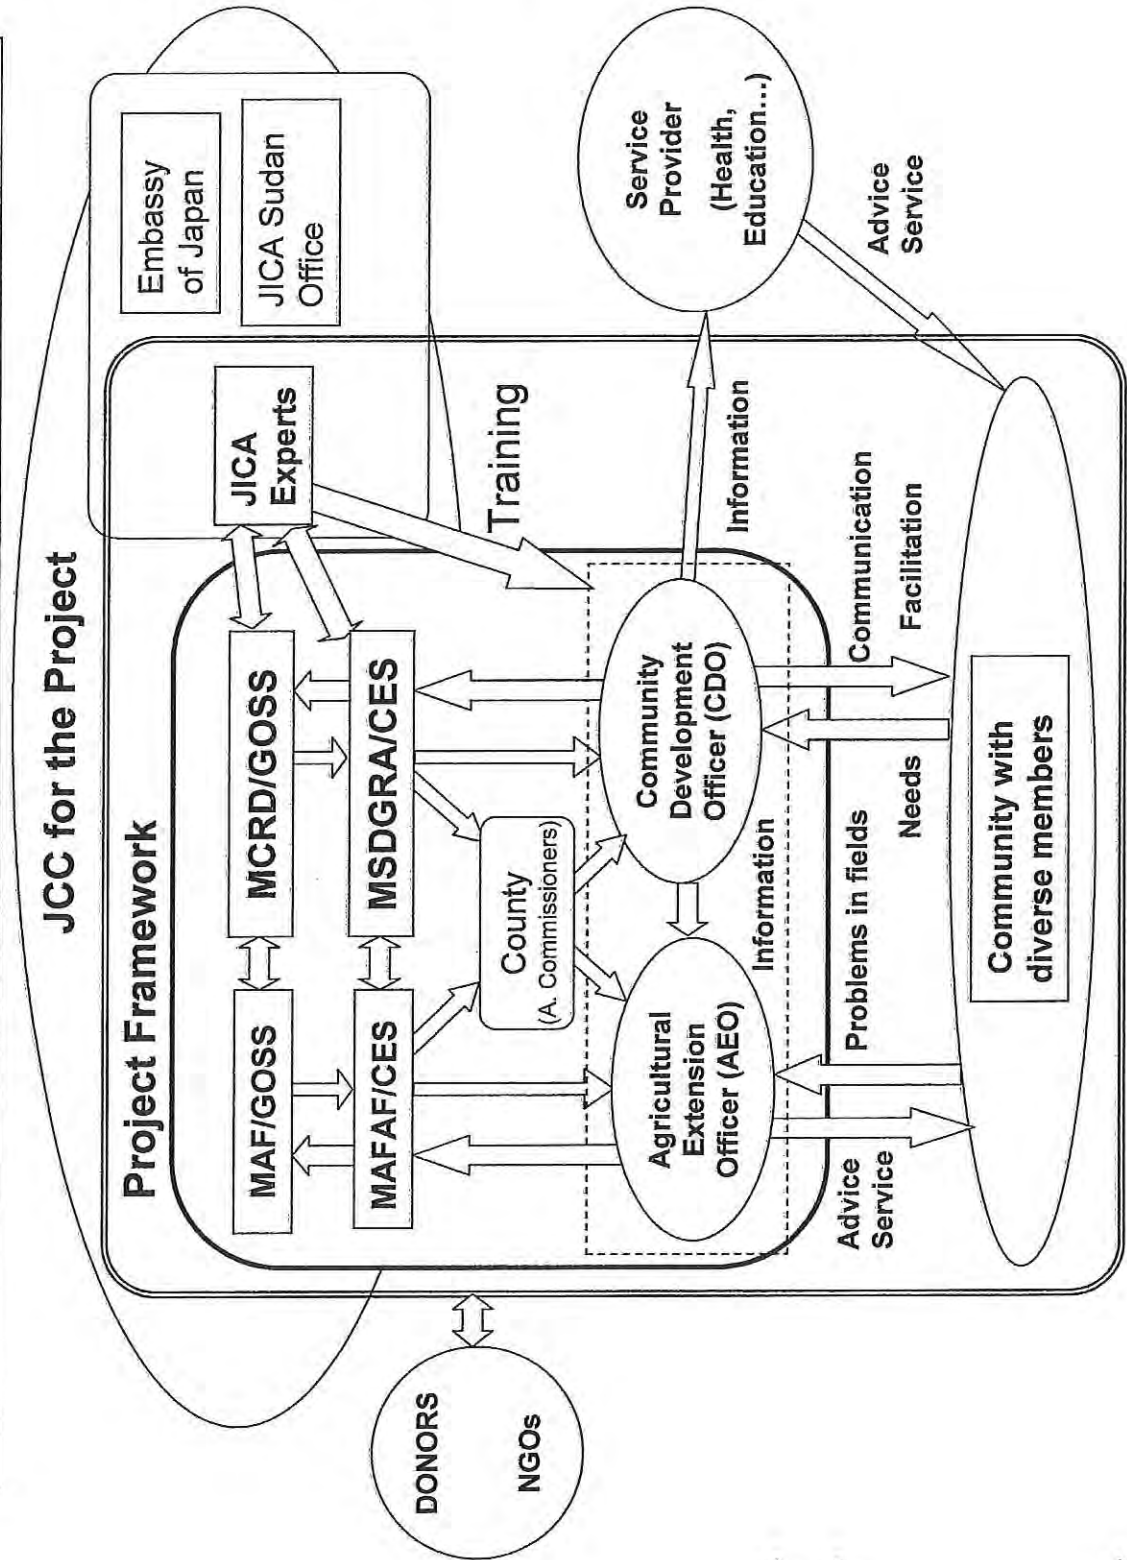 JCC for the Project
Project Framework
Embassy
of Japan
JICA Sudan
Office
JICA
Experts
MAF/GOSS
MCRD/GOSS
MAFAF/CES
MSDGRA/CES
Training
County
(A. Commissioners)
DONORS
NGOs
Agricultural
Extension
Officer (AEO)
Community
Development
Officer (CDO)
Information
Information
Service
Provider
(Health,
Education...)
Advice
Service
Problems in fields
Needs
Communication
Facilitation
Advice
Service
Community with
diverse members